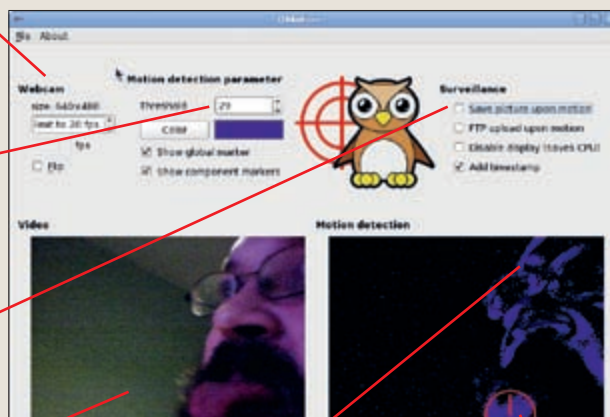 File About
Webcam
size: 640x480
limit to 20 fps
fps
Flip
Motion detection parameter
Threshold 29
Color
Show global marker
Show component markers
Surveillance
Save picture upon motion
FTP upload upon motion
Disable display (saves CPU)
Add timestamp
Video
Motion detection